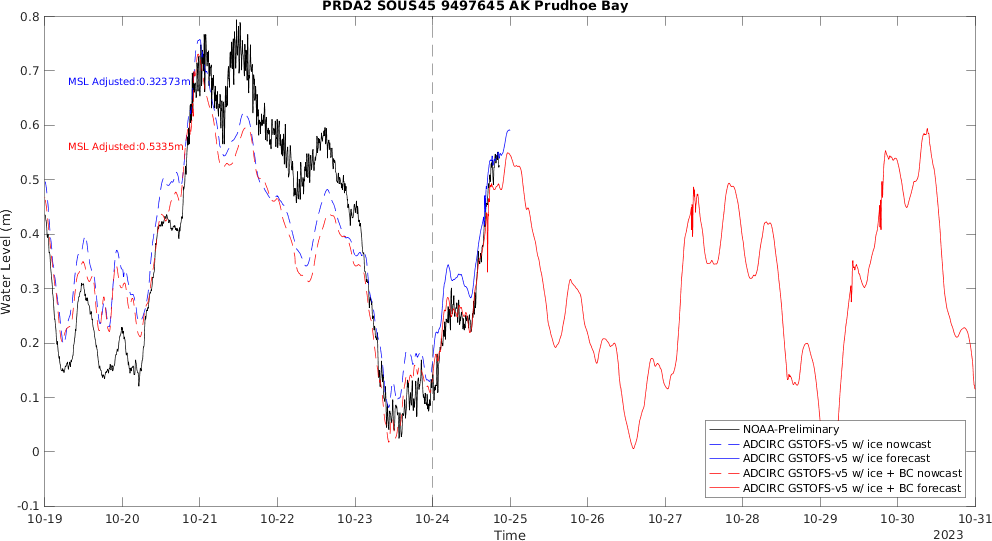 PRDA2 SOUS45 9497645 AK Prudhoe Bay
0.8
0.7
0.6
0.5
0.4
0.3
0.2
0.1
0
-0.1
Water Level (m)
MSL Adjusted:0.32373m
MSL Adjusted:0.5335m
NOAA-Preliminary
ADCIRC GSTOFS-v5 w/ ice nowcast
ADCIRC GSTOFS-v5 w/ ice forecast
ADCIRC GSTOFS-v5 w/ ice + BC nowcast
ADCIRC GSTOFS-v5 w/ ice + BC forecast
10-19 10-20 10-21 10-22 10-23 10-24 10-25 10-26 10-27 10-28 10-29 10-30 10-31
Time
2023